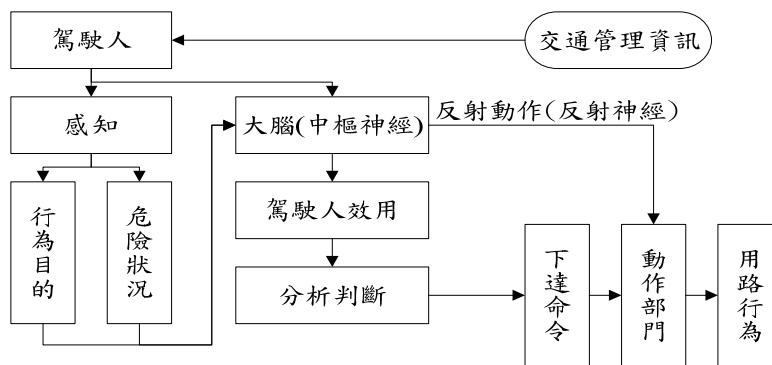 駕駛人
交通管理資訊
感知
大腦(中樞神經)
反射動作(反射神經)
行為目的
危險狀況
駕駛人效用
分析判斷
下達命令
動作部門
用路行為